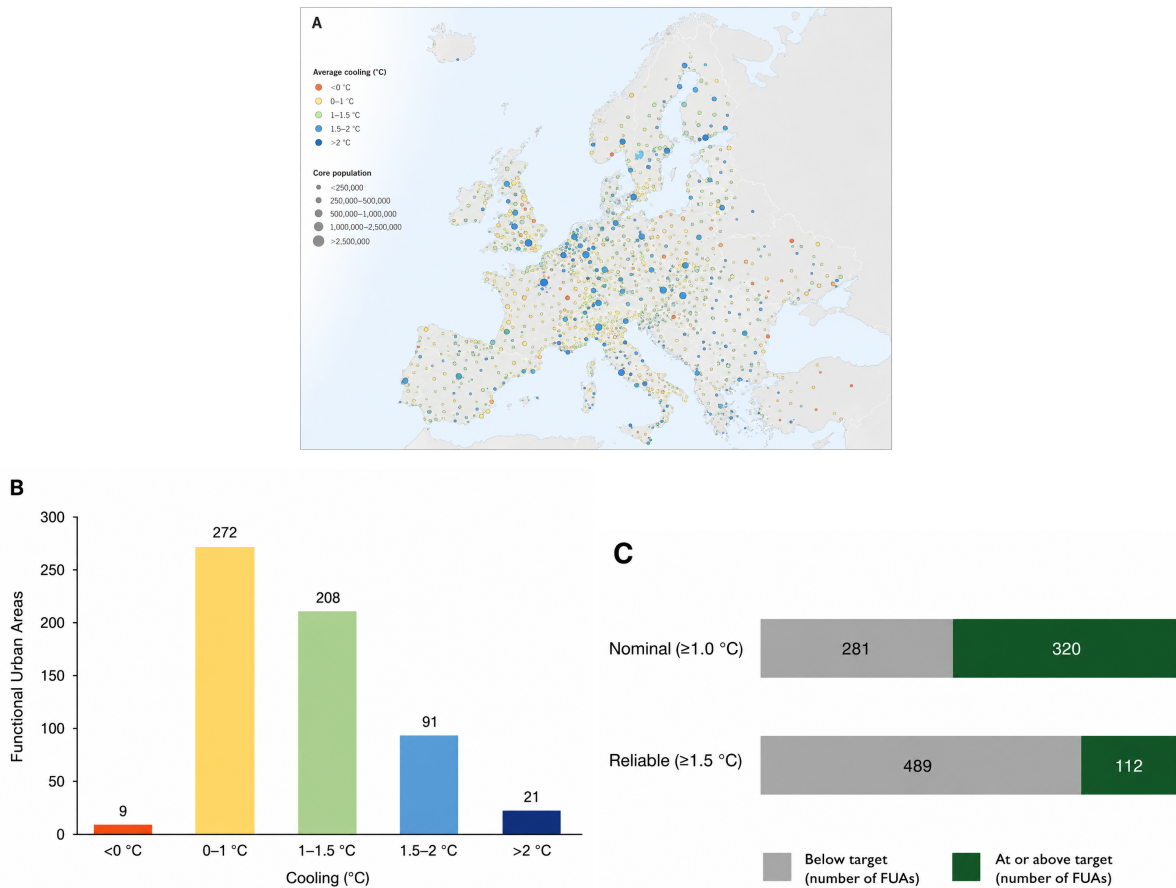 A
Average cooling (°C)
<0 °C
0–1 °C
1–1.5 °C
1.5–2 °C
>2 °C
Core population
<250,000
250,000–500,000
500,000–1,000,000
1,000,000–2,500,000
>2,500,000
B
300
250
200
150
100
50
0
Functional Urban Areas
9
272
208
91
21
<0 °C
0–1 °C
1–1.5 °C
1.5–2 °C
>2 °C
Cooling (°C)
C
Nominal (≥1.0 °C)
281
320
Reliable (≥1.5 °C)
489
112
Below target
(number of FUAs)
At or above target
(number of FUAs)